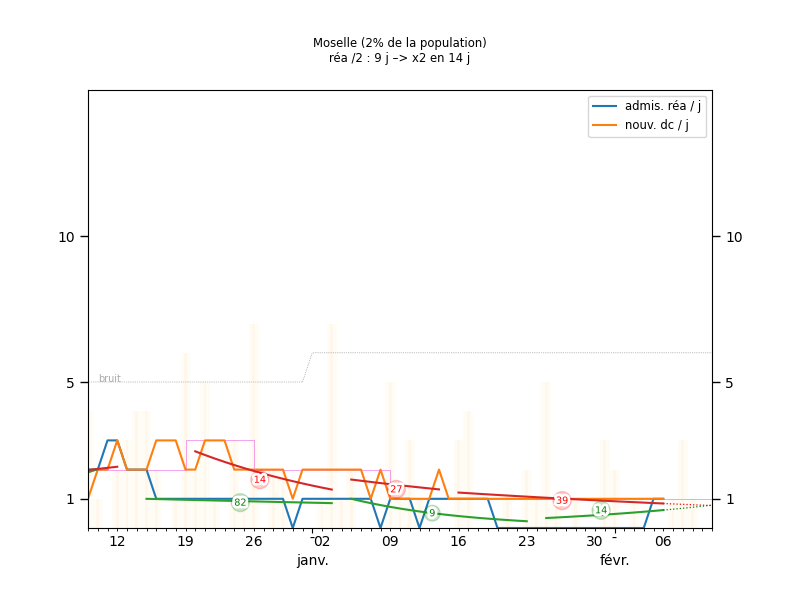 Moselle (2% de la population)
réa /2 : 9 j –> x2 en 14 j
admis. réa / j
nouv. dc / j
10 10
bruit
5 5
14
27
39
82
9
14
1 1
12 19 26 02 09 16 23 30 06
janv. févr.